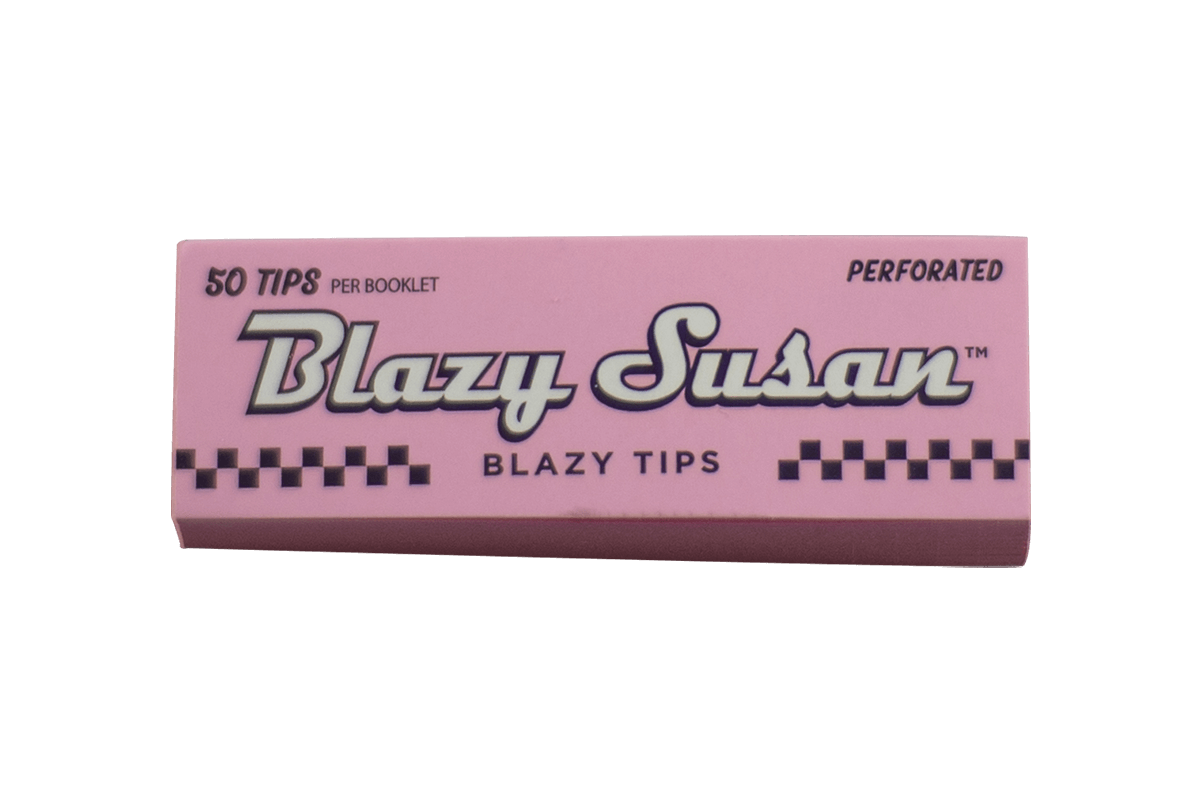 50 TIPS PER BOOKLET
PERFORATED
Blazy Susan™
BLAZY TIPS